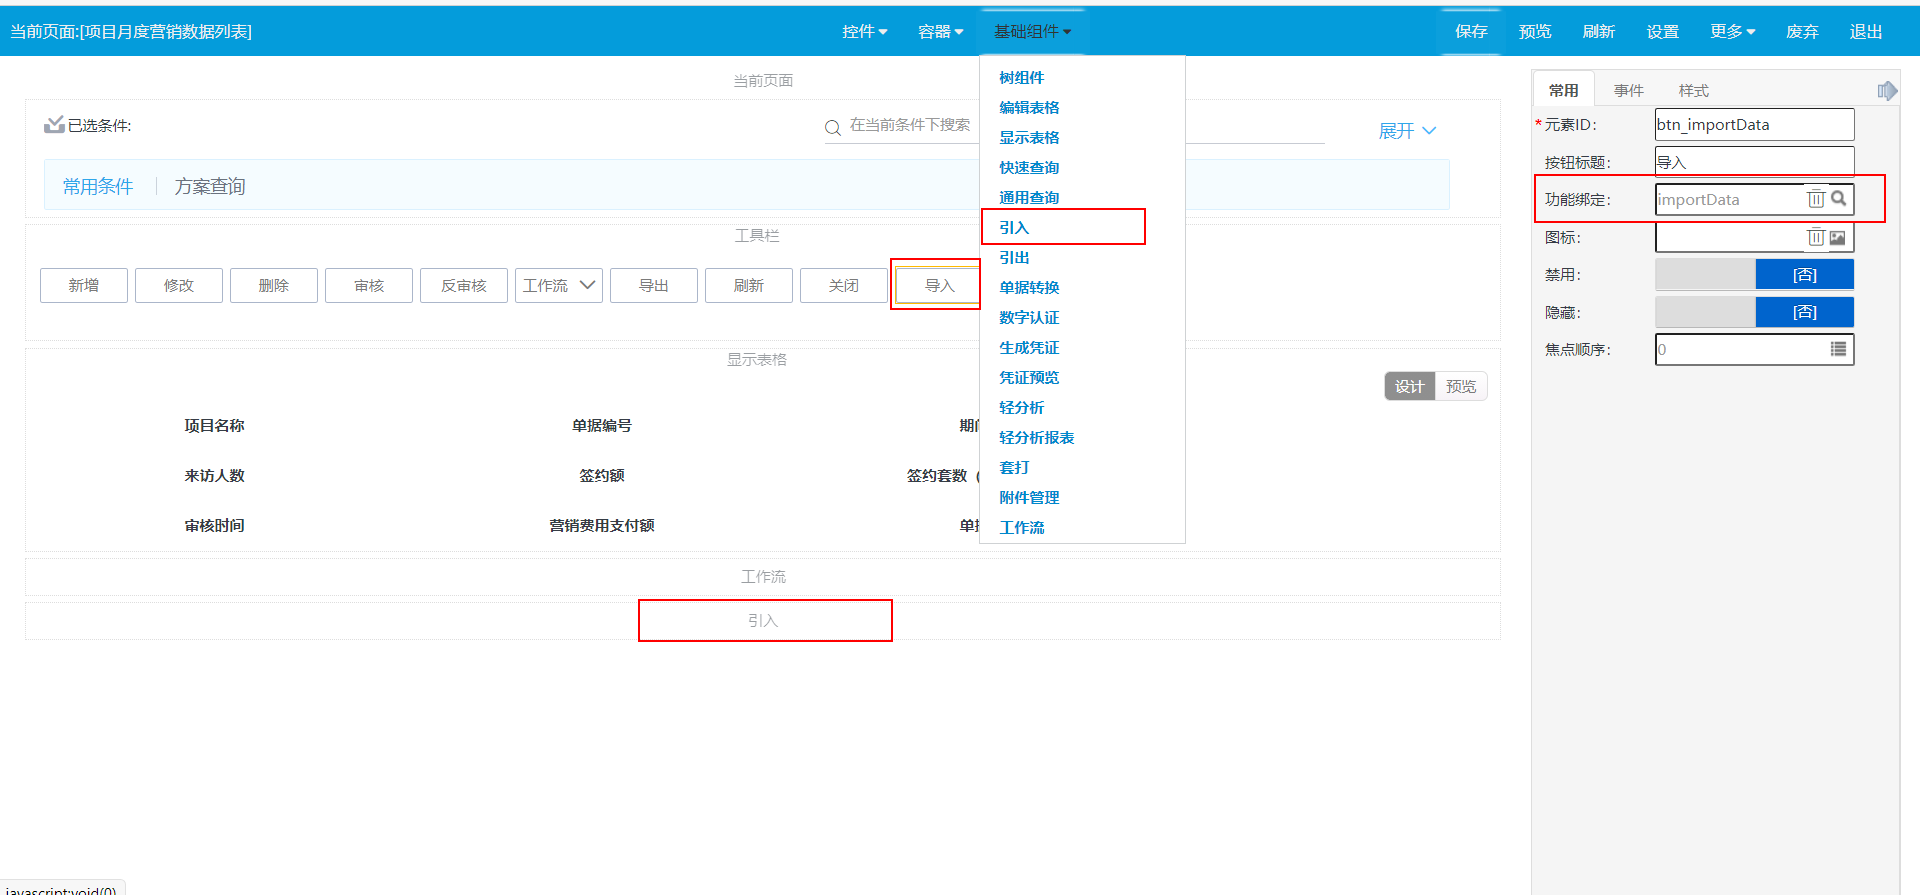 当前页面:[项目月度营销数据列表]
控件 容器 基础组件
保存 预览 刷新 设置 更多 废弃 退出
当前页面
已选条件:
在当前条件下搜索
展开
常用条件 方案查询
工具栏
新增 修改 删除 审核 反审核 工作流 导出 刷新 关闭 导入
显示表格
设计 预览
项目名称 单据编号
来访人数 签约额 签约套数（
审核时间 营销费用支付额
工作流
引入
树组件
编辑表格
显示表格
快速查询
通用查询
引入
引出
单据转换
数字认证
生成凭证
凭证预览
轻分析
轻分析报表
套打
附件管理
工作流
常用 事件 样式
*元素ID: btn_importData
按钮标题: 导入
功能绑定: importData
图标:
禁用: [否]
隐藏: [否]
焦点顺序: 0
javascript:void(0)